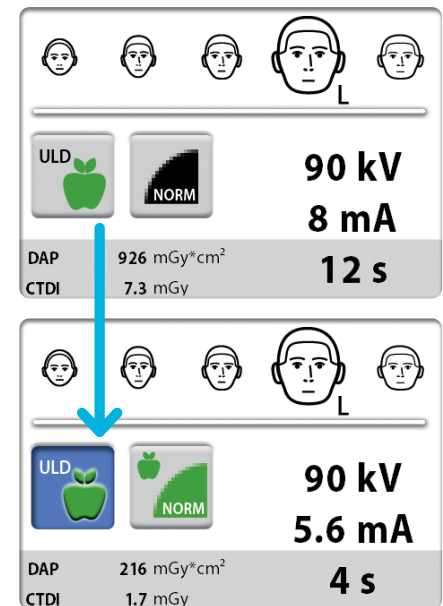 L
ULD
NORM
90 kV
8 mA
12 s
DAP 926 mGy*cm²
CTDI 7.3 mGy
L
ULD
NORM
90 kV
5.6 mA
4 s
DAP 216 mGy*cm²
CTDI 1.7 mGy